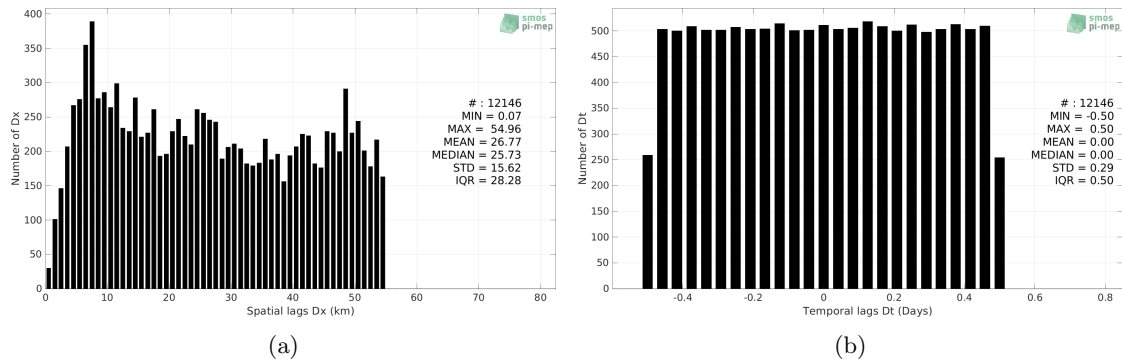 400
350
300
250
200
150
100
50
0
Number of Dx
0 10 20 30 40 50 60 70 80
Spatial lags Dx (km)
smos
pi-mep
# : 12146
MIN = 0.07
MAX = 54.96
MEAN = 26.77
MEDIAN = 25.73
STD = 15.62
IQR = 28.28
(a)
500
450
400
350
300
250
200
150
100
50
0
Number of Dt
-0.4 -0.2 0 0.2 0.4 0.6 0.8
Temporal lags Dt (Days)
smos
pi-mep
# : 12146
MIN = -0.50
MAX = 0.50
MEAN = 0.00
MEDIAN = 0.00
STD = 0.29
IQR = 0.50
(b)